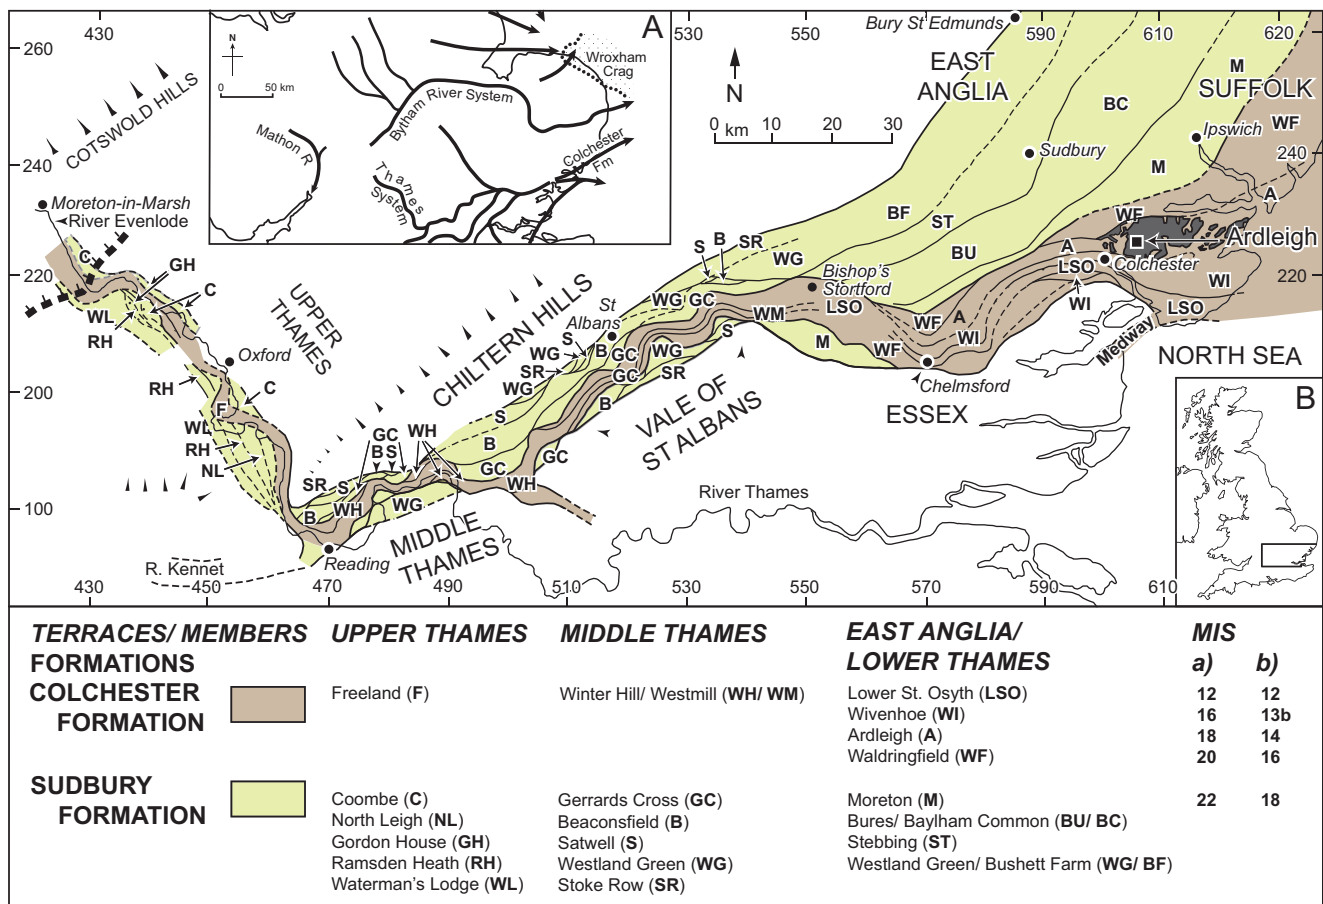 430
530
550
590
610
620
260
240
220
200
100
240
220
430
450
470
490
510
530
550
570
590
610
A
N
0
50 km
Mathon R
Bytham River System
Thames
System
Colchester
Fm
Wroxham
Crag
N
0
km
10
20
30
Bury St Edmunds
EAST
ANGLIA
SUFFOLK
Ipswich
Sudbury
Ardleigh
Colchester
Bishop's
Stortford
Chelmsford
ESSEX
NORTH SEA
Medway
COTSWOLD HILLS
Moreton-in-Marsh
River Evenlode
Oxford
UPPER
THAMES
CHILTERN HILLS
St
Albans
VALE OF
ST ALBANS
MIDDLE
THAMES
River Thames
R. Kennet
Reading
B
C
GH
C
WL
RH
RH
C
F
WL
RH
NL
SR
S
GC
B
S
WH
B
WH
WG
S
B
GC
WH
GC
WG
SR
S
WG
S
B
GC
GC
WG
SR
B
WG
GC
S
B
SR
WG
S
WM
LSO
M
WF
WF
A
WI
BF
ST
BU
BC
M
M
WF
WF
A
A
LSO
WI
WI
LSO
TERRACES/ MEMBERS
FORMATIONS
UPPER THAMES
MIDDLE THAMES
EAST ANGLIA/
LOWER THAMES
MIS
a)
b)
COLCHESTER
FORMATION
Freeland (F)
Winter Hill/ Westmill (WH/ WM)
Lower St. Osyth (LSO)
12
12
Wivenhoe (WI)
16
13b
Ardleigh (A)
18
14
Waldringfield (WF)
20
16
SUDBURY
FORMATION
Coombe (C)
Gerrards Cross (GC)
Moreton (M)
22
18
North Leigh (NL)
Beaconsfield (B)
Bures/ Baylham Common (BU/ BC)
Gordon House (GH)
Satwell (S)
Stebbing (ST)
Ramsden Heath (RH)
Westland Green (WG)
Westland Green/ Bushett Farm (WG/ BF)
Waterman's Lodge (WL)
Stoke Row (SR)